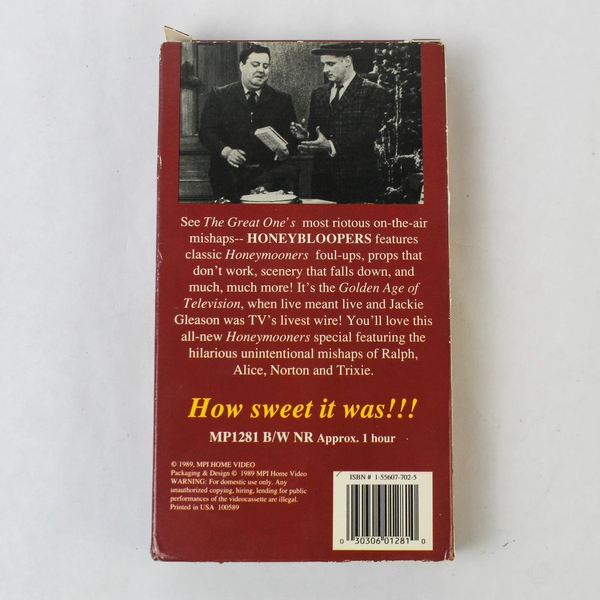 See The Great One's most riotous on-the-air
mishaps-- HONEYBLOOPERS features
classic Honeymooners foul-ups, props that
don't work, scenery that falls down, and
much, much more! It's the Golden Age of
Television, when live meant live and Jackie
Gleason was TV's livest wire! You'll love this
all-new Honeymooners special featuring the
hilarious unintentional mishaps of Ralph,
Alice, Norton and Trixie.
How sweet it was!!!
MP1281 B/W NR Approx. 1 hour
© 1989, MPI HOME VIDEO
Packaging & Design © 1989 MPI Home Video
WARNING: For domestic use only. Any
unauthorized copying, hiring, lending for public
performances of the videocassette are illegal.
Printed in USA 100589
ISBN # 1-55607-702-5
0 30306 01281 0